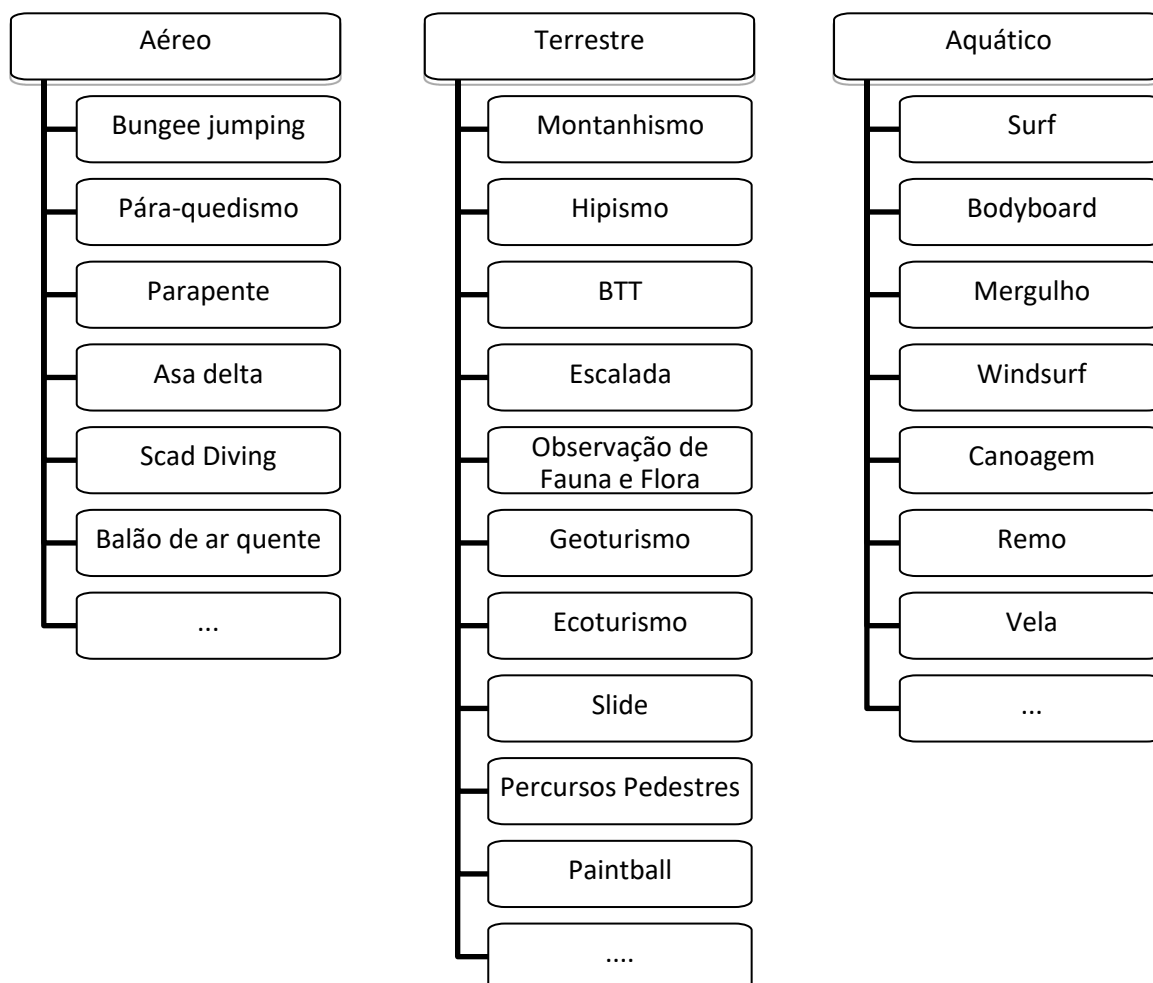 Aéreo
Bungee jumping
Pára-quedismo
Parapente
Asa delta
Scad Diving
Balão de ar quente
...
Terrestre
Montanhismo
Hipismo
BTT
Escalada
Observação de
Fauna e Flora
Geoturismo
Ecoturismo
Slide
Percursos Pedestres
Paintball
....
Aquático
Surf
Bodyboard
Mergulho
Windsurf
Canoagem
Remo
Vela
...